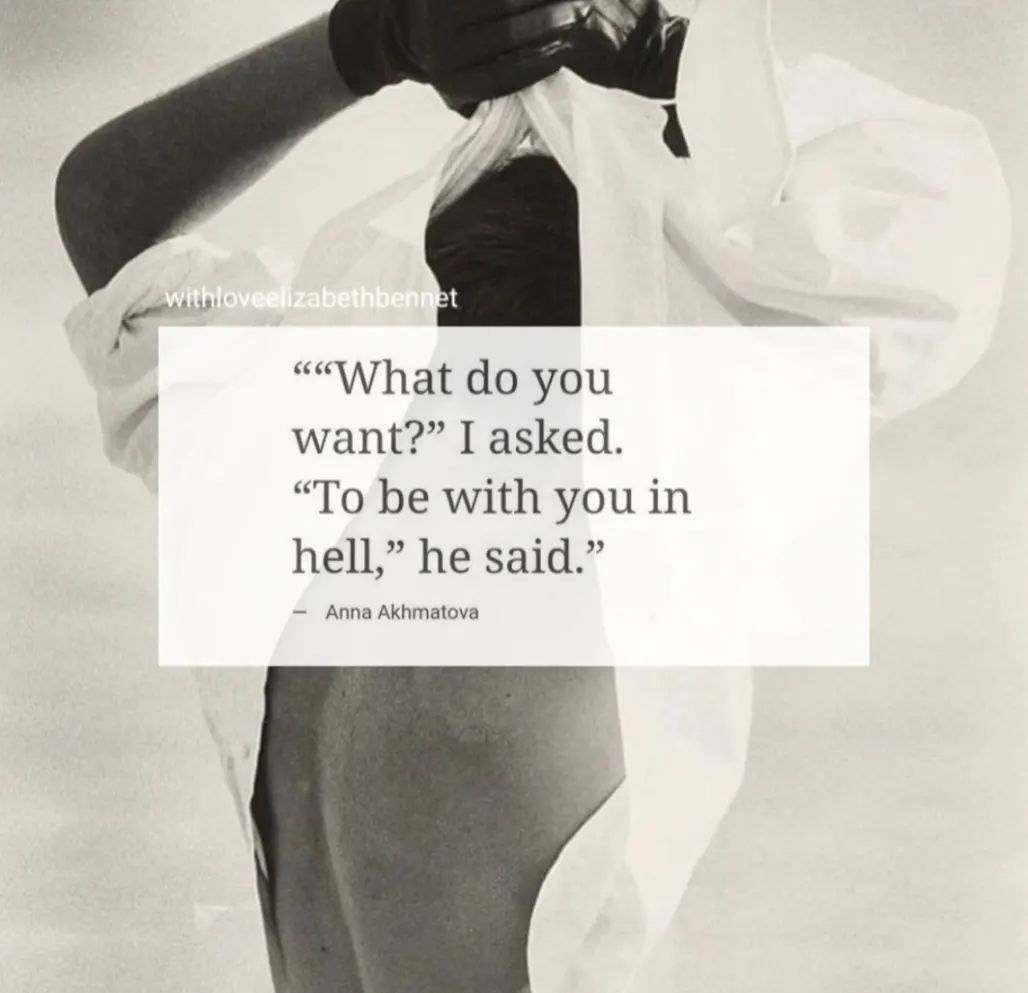 withloveelizabethbennet
““What do you
want?” I asked.
“To be with you in
hell,” he said.”
— Anna Akhmatova